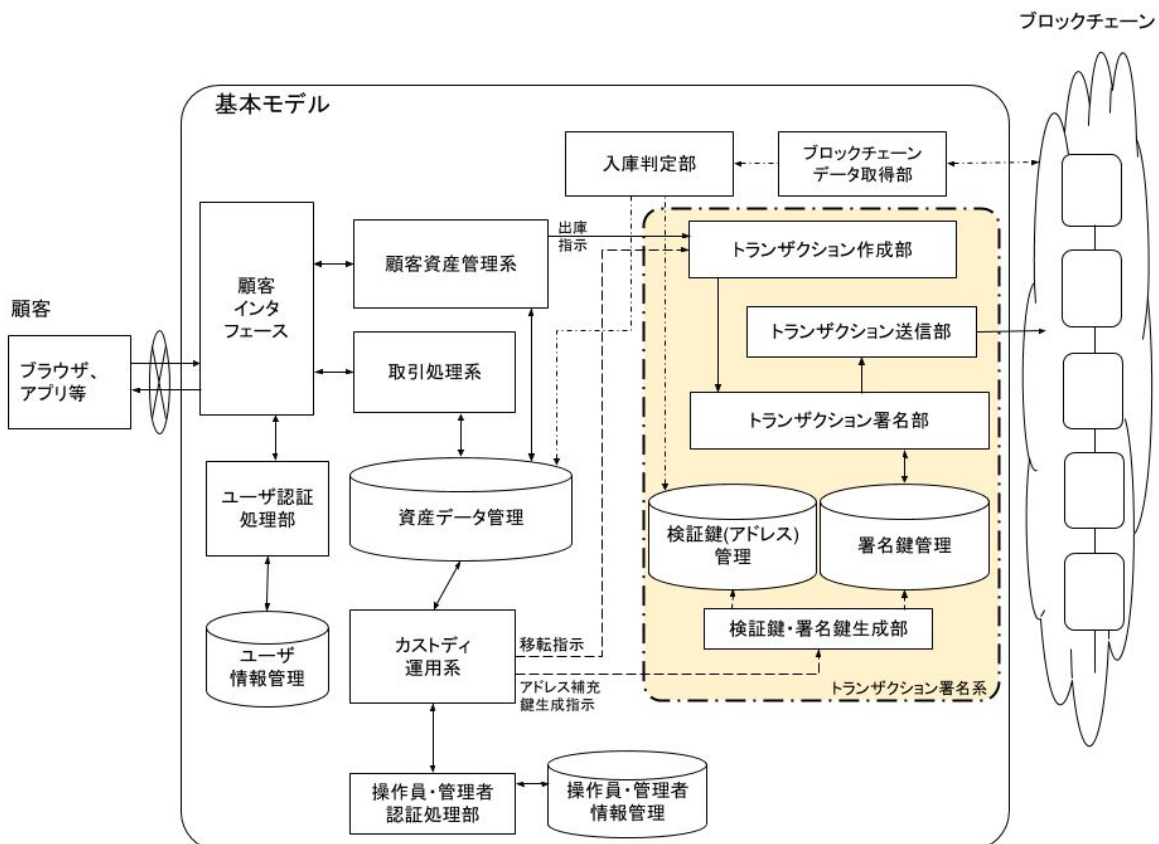 ブロックチェーン
基本モデル
入庫判定部
ブロックチェーン
データ取得部
出庫
指示
トランザクション作成部
顧客資産管理系
顧客
インタ
フェース
顧客
トランザクション送信部
ブラウザ、
アプリ等
取引処理系
トランザクション署名部
ユーザ認証
処理部
資産データ管理
検証鍵(アドレス)
管理
署名鍵管理
検証鍵・署名鍵生成部
カストディ
運用系
移転指示
ユーザ
情報管理
アドレス補充
鍵生成指示
トランザクション署名系
操作員・管理者
認証処理部
操作員・管理者
情報管理